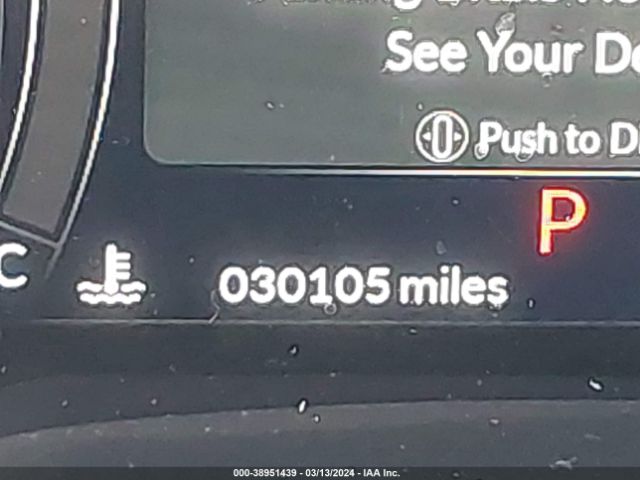 See Your
Push to
P
C
030105 miles
000-38951439 - 03/13/2024 - IAA Inc.